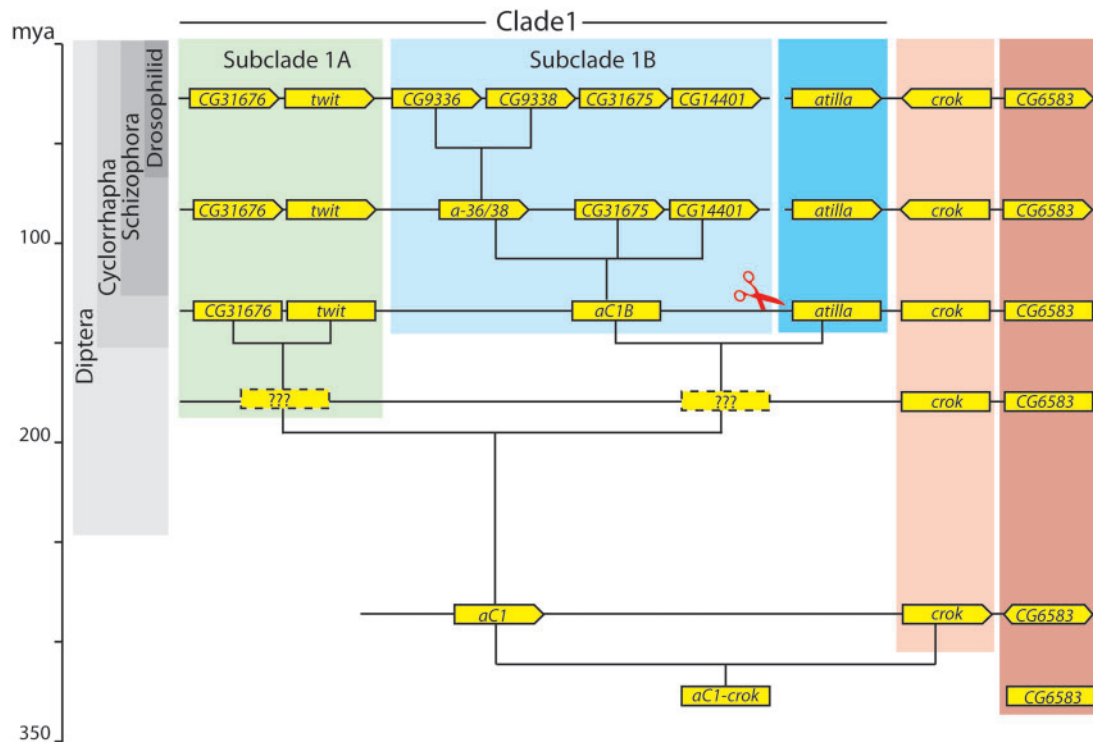 Clade1
mya
Subclade 1A
Subclade 1B
Drosophilid
Schizophora
Cyclorrhapha
Diptera
CG31676
twit
CG9336
CG9338
CG31675
CG14401
atilla
crok
CG6583
CG31676
twit
a-36/38
CG31675
CG14401
atilla
crok
CG6583
100
CG31676
twit
aC1B
atilla
crok
CG6583
???
???
crok
CG6583
200
aC1
crok
CG6583
aC1-crok
CG6583
350